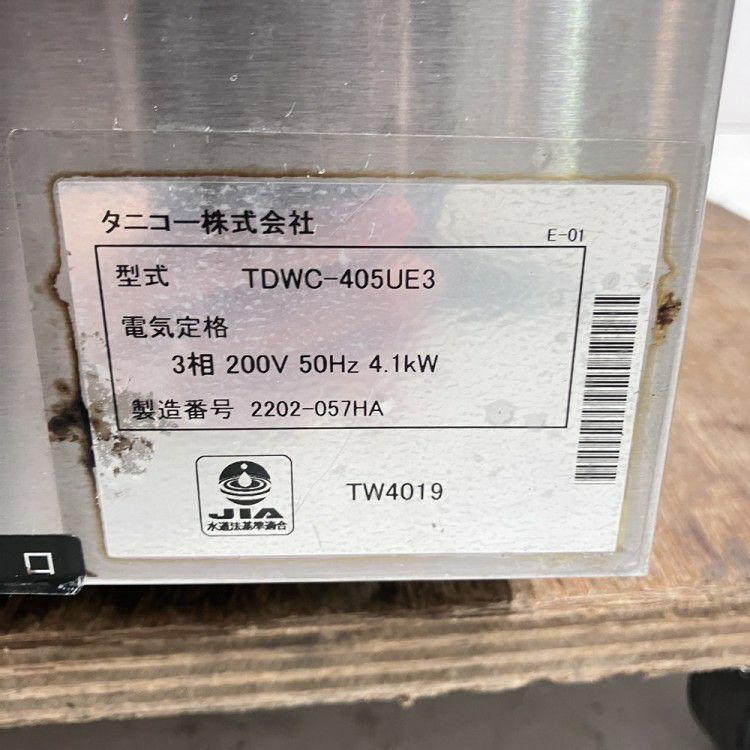 タニコー株式会社
E-01
型式 TDWC-405UE3
電気定格
3相 200V 50Hz 4.1kW
製造番号 2202-057HA
JIA
水道法基準適合
TW4019